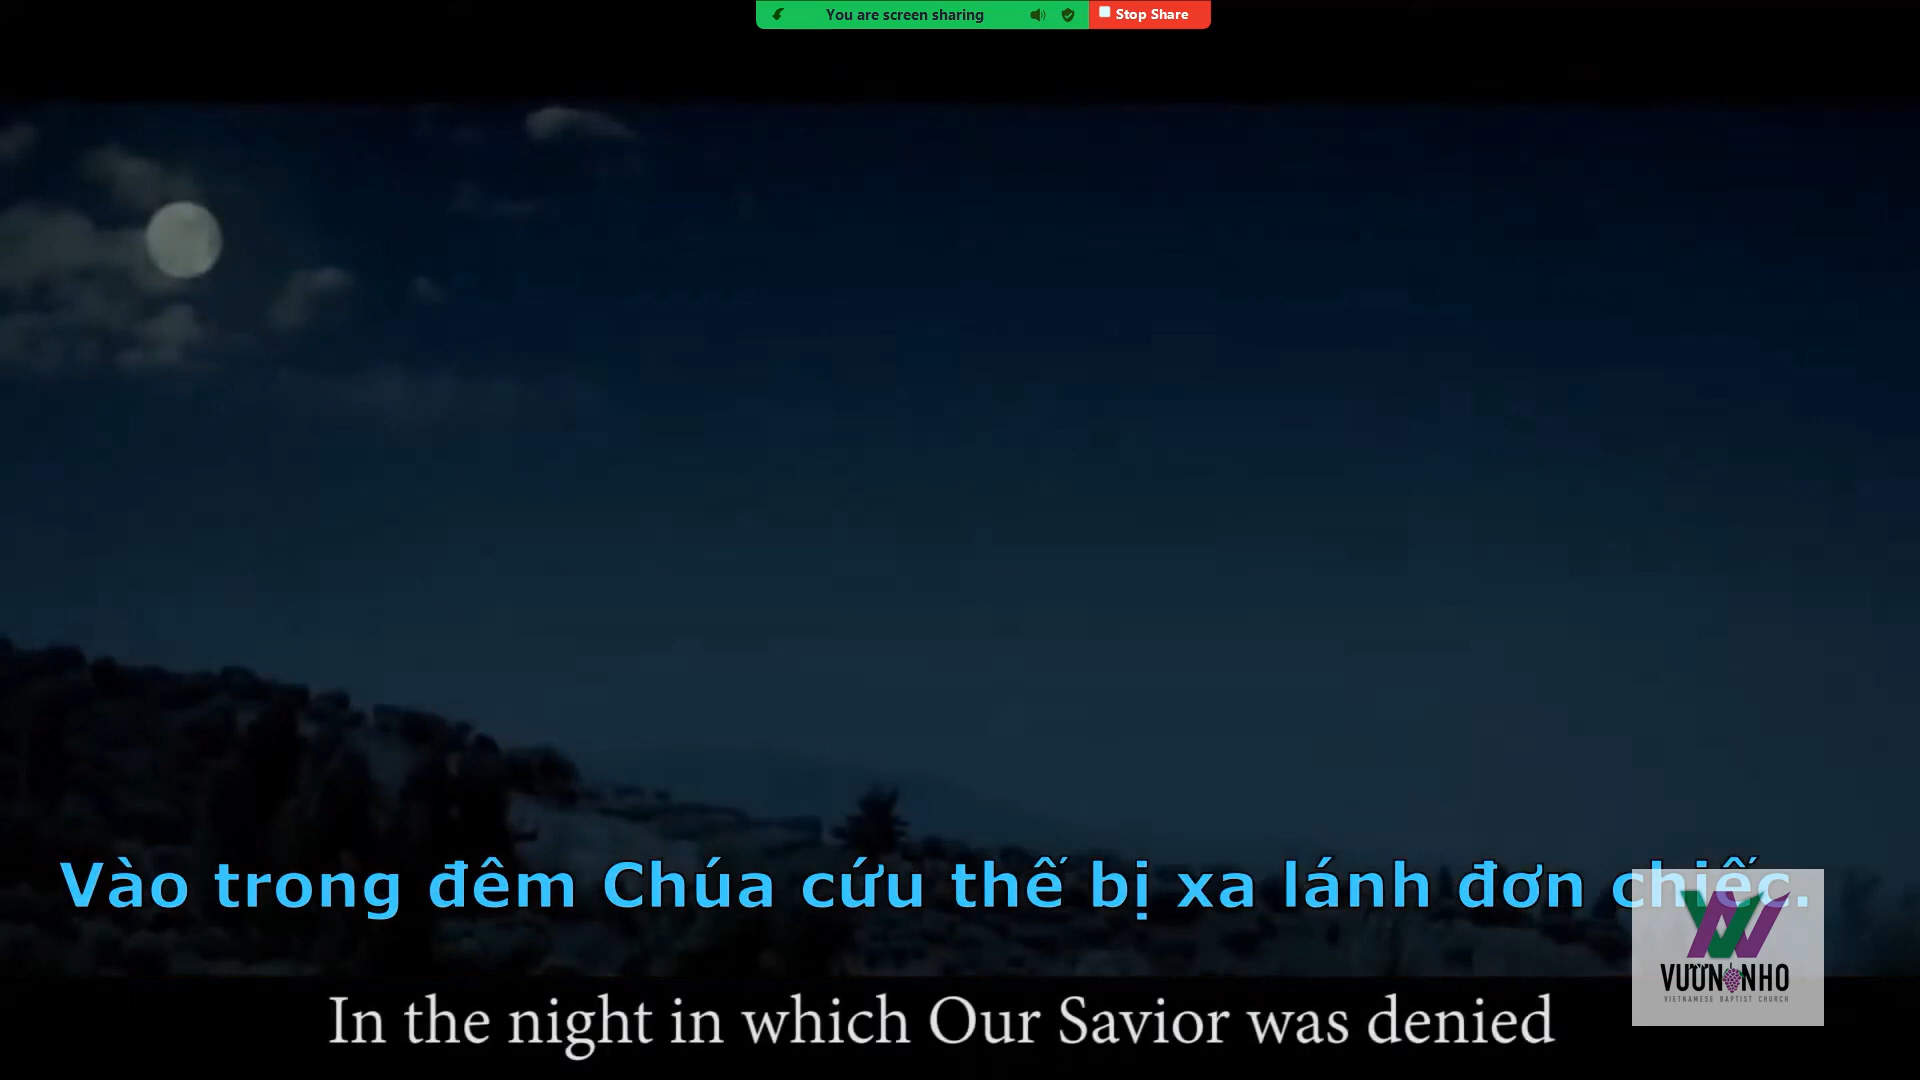 You are screen sharing
Stop Share
Vào trong đêm Chúa cứu thế bị xa lánh đơn chiếc.
VƯỜN NHO
VIETNAMESE BAPTIST CHURCH
In the night in which Our Savior was denied